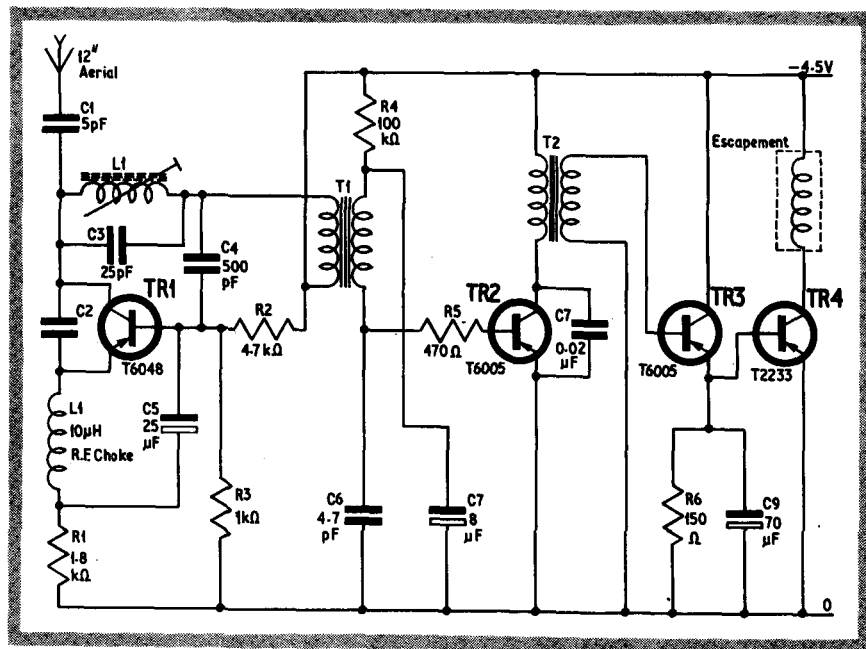 12"
Aerial
C1
5pF
L1
C3
25pF
C4
500
pF
C2
TR1
T6048
R2
4·7kΩ
L1
10µH
R.F.Choke
C5
25
µF
R3
1kΩ
R1
1·8
kΩ
R4
100
kΩ
T1
R5
470Ω
C6
4·7
pF
C7
8
µF
TR2
T6005
C7
0·02
µF
T2
-4·5V
Escapement
TR3
T6005
TR4
T2233
R6
150
Ω
C9
70
µF
0